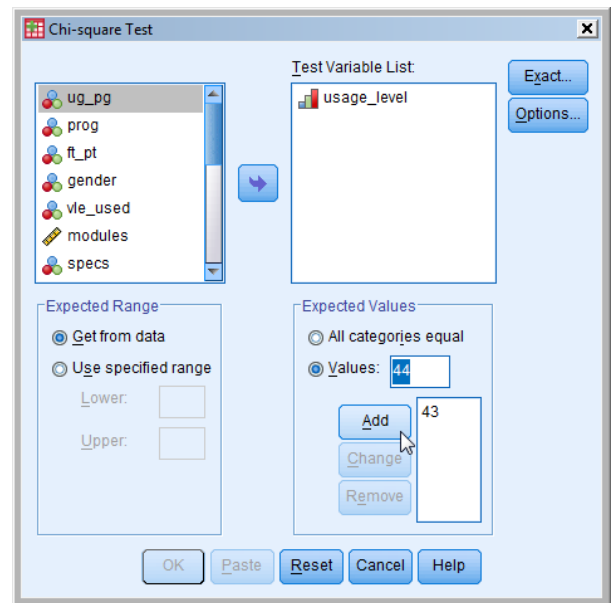 Chi-square Test
Test Variable List:
ug_pg
prog
ft_pt
gender
vle_used
modules
specs
usage_level
Exact...
Options...
Expected Range
Get from data
Use specified range
Lower:
Upper:
Expected Values
All categories equal
Values: 44
Add
Change
Remove
43
OK Paste Reset Cancel Help